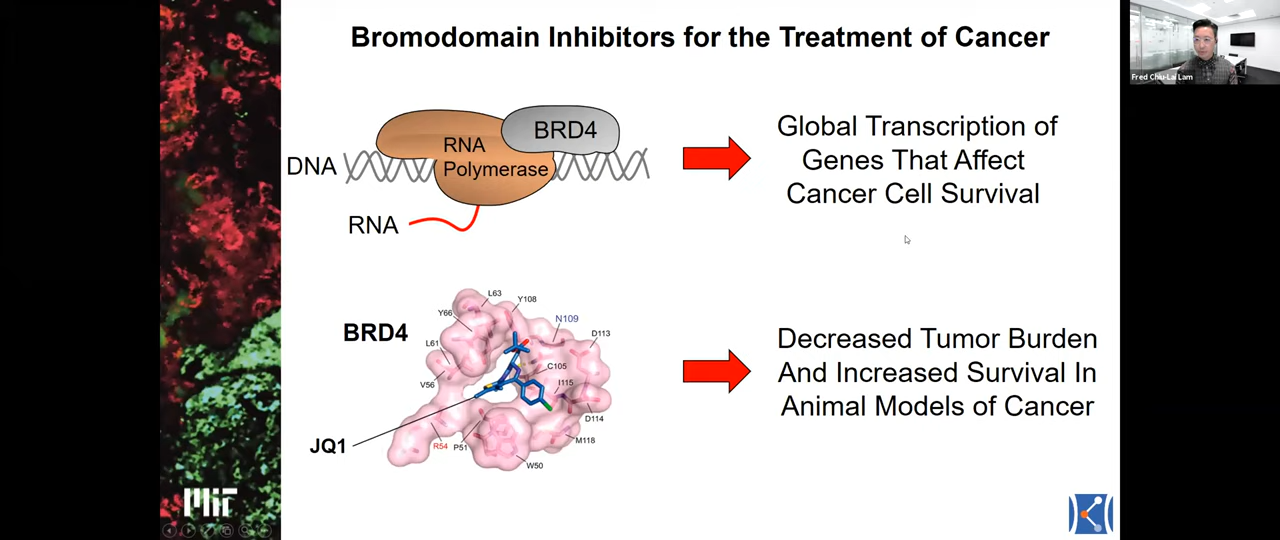 Bromodomain Inhibitors for the Treatment of Cancer
Fred Chiu-Lai Lam
BRD4
RNA
Polymerase
DNA
RNA
Global Transcription of
Genes That Affect
Cancer Cell Survival
BRD4
L63
Y108
Y66
N109
D113
L61
C105
V56
I115
D114
M118
R54
P51
W50
JQ1
Decreased Tumor Burden
And Increased Survival In
Animal Models of Cancer
MIT